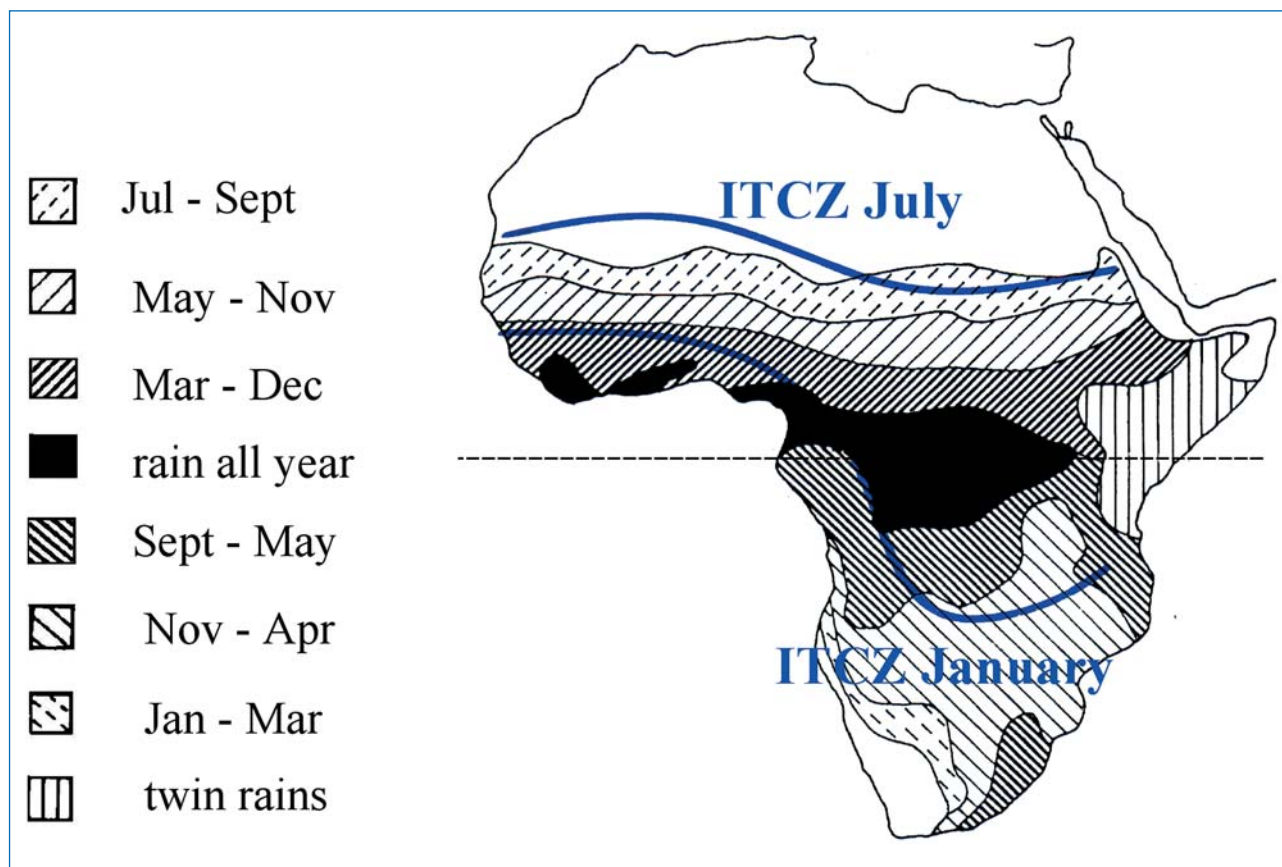 Jul - Sept
May - Nov
Mar - Dec
rain all year
Sept - May
Nov - Apr
Jan - Mar
twin rains
ITCZ July
ITCZ January